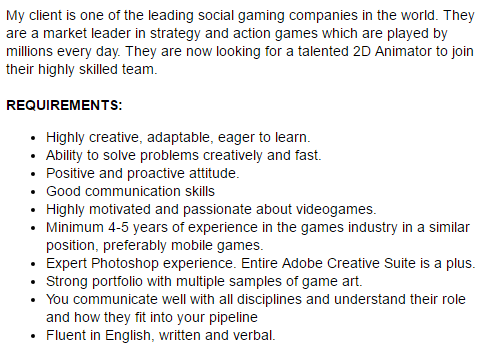 My client is one of the leading social gaming companies in the world. They
are a market leader in strategy and action games which are played by
millions every day. They are now looking for a talented 2D Animator to join
their highly skilled team.
REQUIREMENTS:
• Highly creative, adaptable, eager to learn.
• Ability to solve problems creatively and fast.
• Positive and proactive attitude.
• Good communication skills
• Highly motivated and passionate about videogames.
• Minimum 4-5 years of experience in the games industry in a similar
position, preferably mobile games.
• Expert Photoshop experience. Entire Adobe Creative Suite is a plus.
• Strong portfolio with multiple samples of game art.
• You communicate well with all disciplines and understand their role
and how they fit into your pipeline
• Fluent in English, written and verbal.